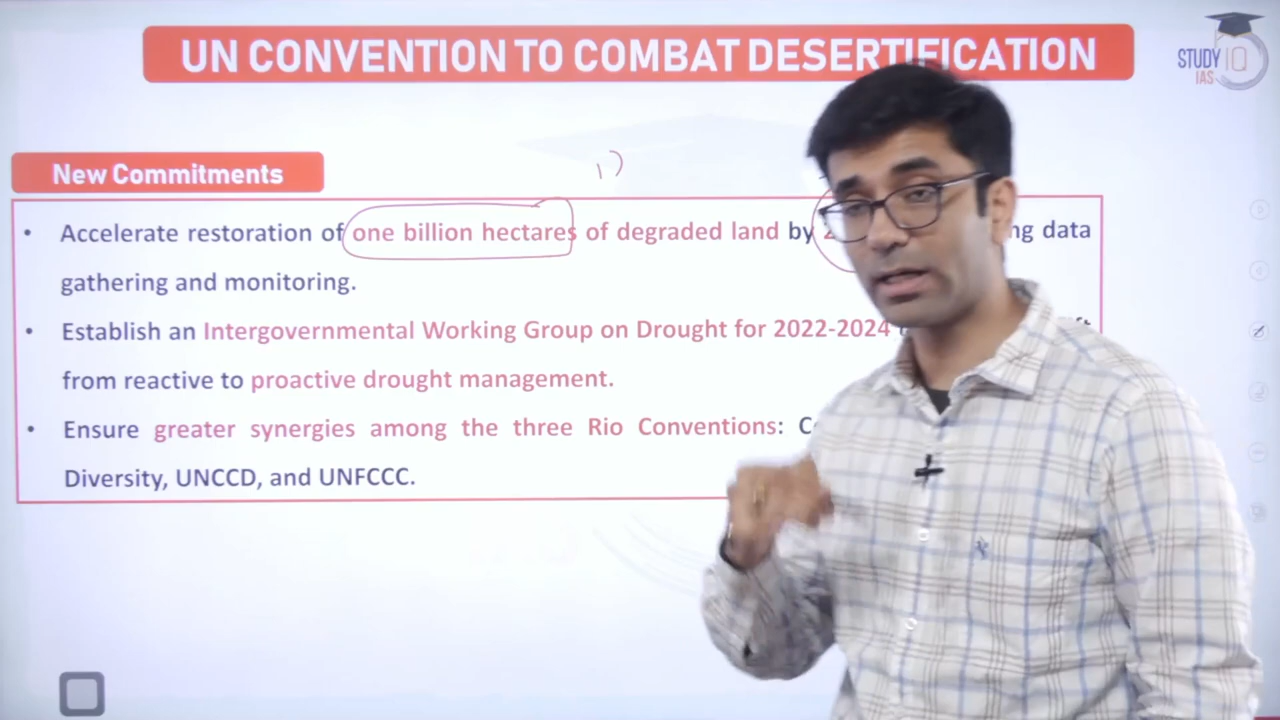 UN CONVENTION TO COMBAT DESERTIFICATION
STUDY IQ
IAS
New Commitments
1)
• Accelerate restoration of one billion hectares of degraded land by data
gathering and monitoring.
• Establish an Intergovernmental Working Group on Drought for 2022-2024
from reactive to proactive drought management.
• Ensure greater synergies among the three Rio Conventions:
Diversity, UNCCD, and UNFCCC.